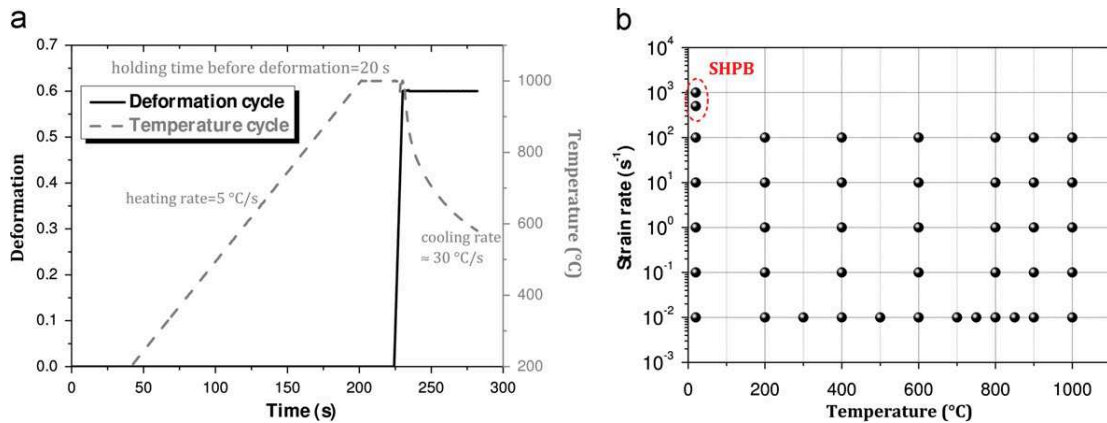 a
0.7
0.6
0.5
0.4
0.3
0.2
0.1
0.0
Deformation
holding time before deformation=20 s
Deformation cycle
Temperature cycle
heating rate=5 °C/s
cooling rate
≈ 30 °C/s
1000
800
600
400
200
Temperature (°C)
0 50 100 150 200 250 300
Time (s)
b
10⁴
10³
10²
10¹
10⁰
10⁻¹
10⁻²
10⁻³
Strain rate (s⁻¹)
SHPB
0 200 400 600 800 1000
Temperature (°C)